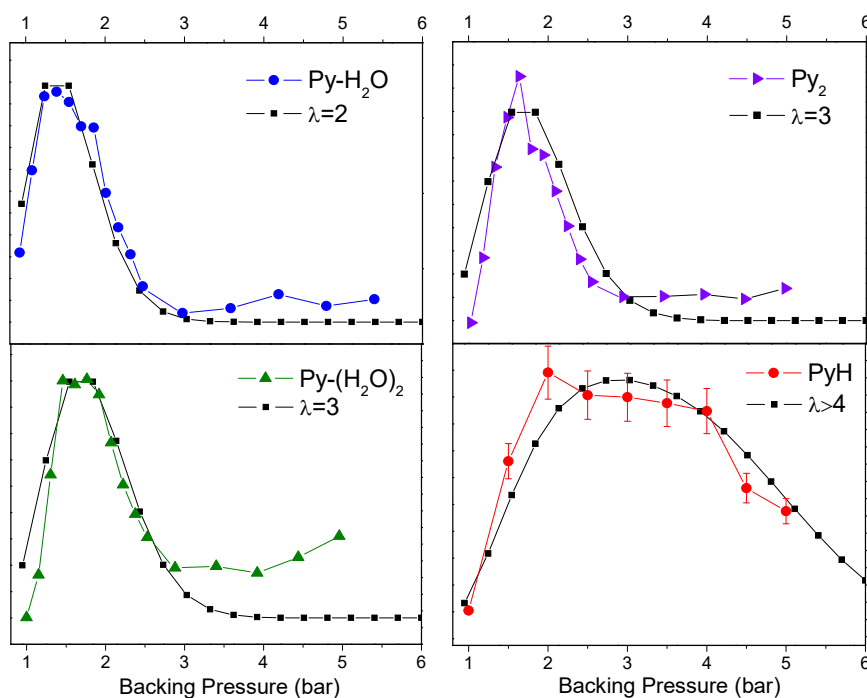 1 2 3 4 5 6
1 2 3 4 5 6
Py-H₂O
λ=2
Py₂
λ=3
Py-(H₂O)₂
λ=3
PyH
λ>4
1 2 3 4 5 6
1 2 3 4 5 6
Backing Pressure (bar)
Backing Pressure (bar)